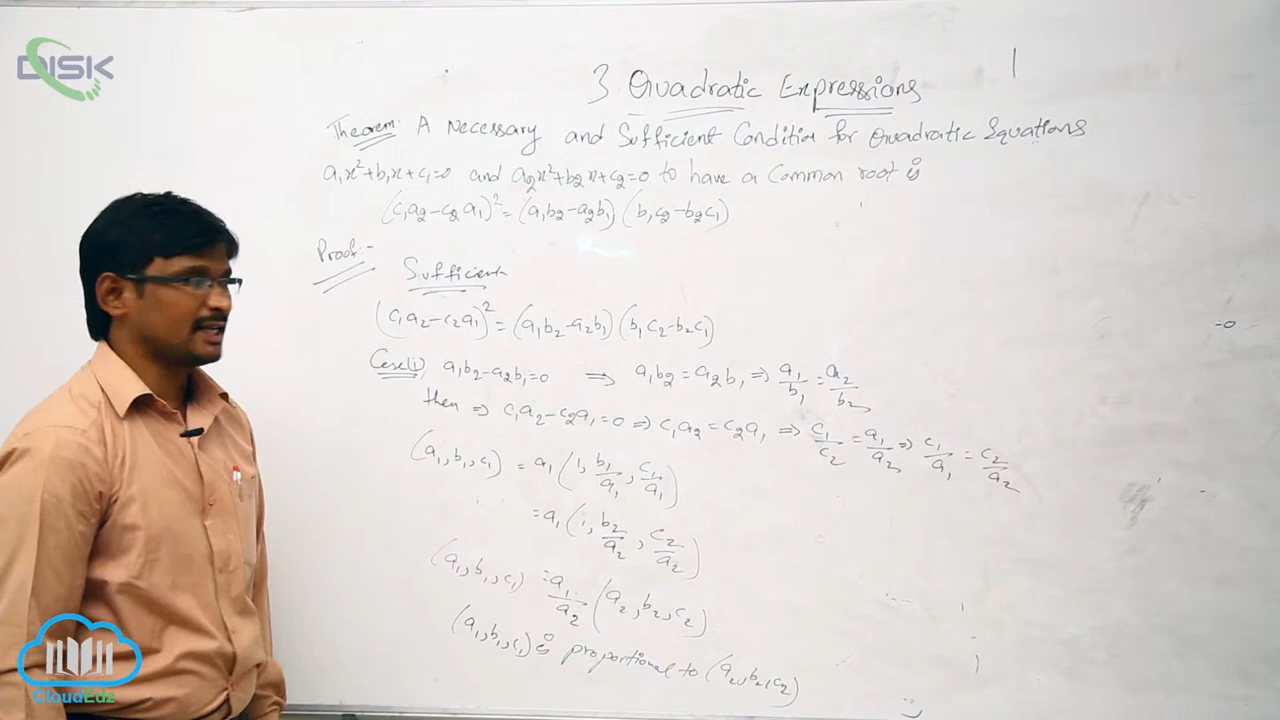 DISK
1
3. Quadratic Expressions
Theorem: A Necessary and Sufficient Condition for Quadratic Equations
a₁x²+b₁x+c₁=0 and a₂x²+b₂x+c₂=0 to have a Common root is
(c₁a₂-c₂a₁)² = (a₁b₂-a₂b₁)(b₁c₂-b₂c₁)
Proof:-
Sufficient
(c₁a₂-c₂a₁)² = (a₁b₂-a₂b₁)(b₁c₂-b₂c₁)
Case(i) a₁b₂-a₂b₁=0 ⇒ a₁b₂=a₂b₁ ⇒ a₁/b₁ = a₂/b₂
then ⇒ c₁a₂-c₂a₁=0 ⇒ c₁a₂=c₂a₁ ⇒ c₁/c₂ = a₁/a₂ ⇒ c₁/a₁ = c₂/a₂
(a₁,b₁,c₁) = a₁(1, b₁/a₁, c₁/a₁)
= a₁(1, b₂/a₂, c₂/a₂)
(a₁,b₁,c₁) = a₁/a₂ (a₂,b₂,c₂)
(a₁,b₁,c₁) is proportional to (a₂,b₂,c₂)
CloudEdz